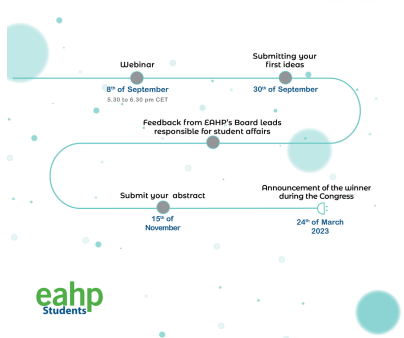 Webinar
8th of September
5.30 to 6:30 pm CET
Submitting your
first ideas
30th of September
Feedback from EAHP's Board leads
responsible for student affairs
Submit your abstract
15th of
November
Announcement of the winner
during the Congress
24th of March
2023
eahp
Students